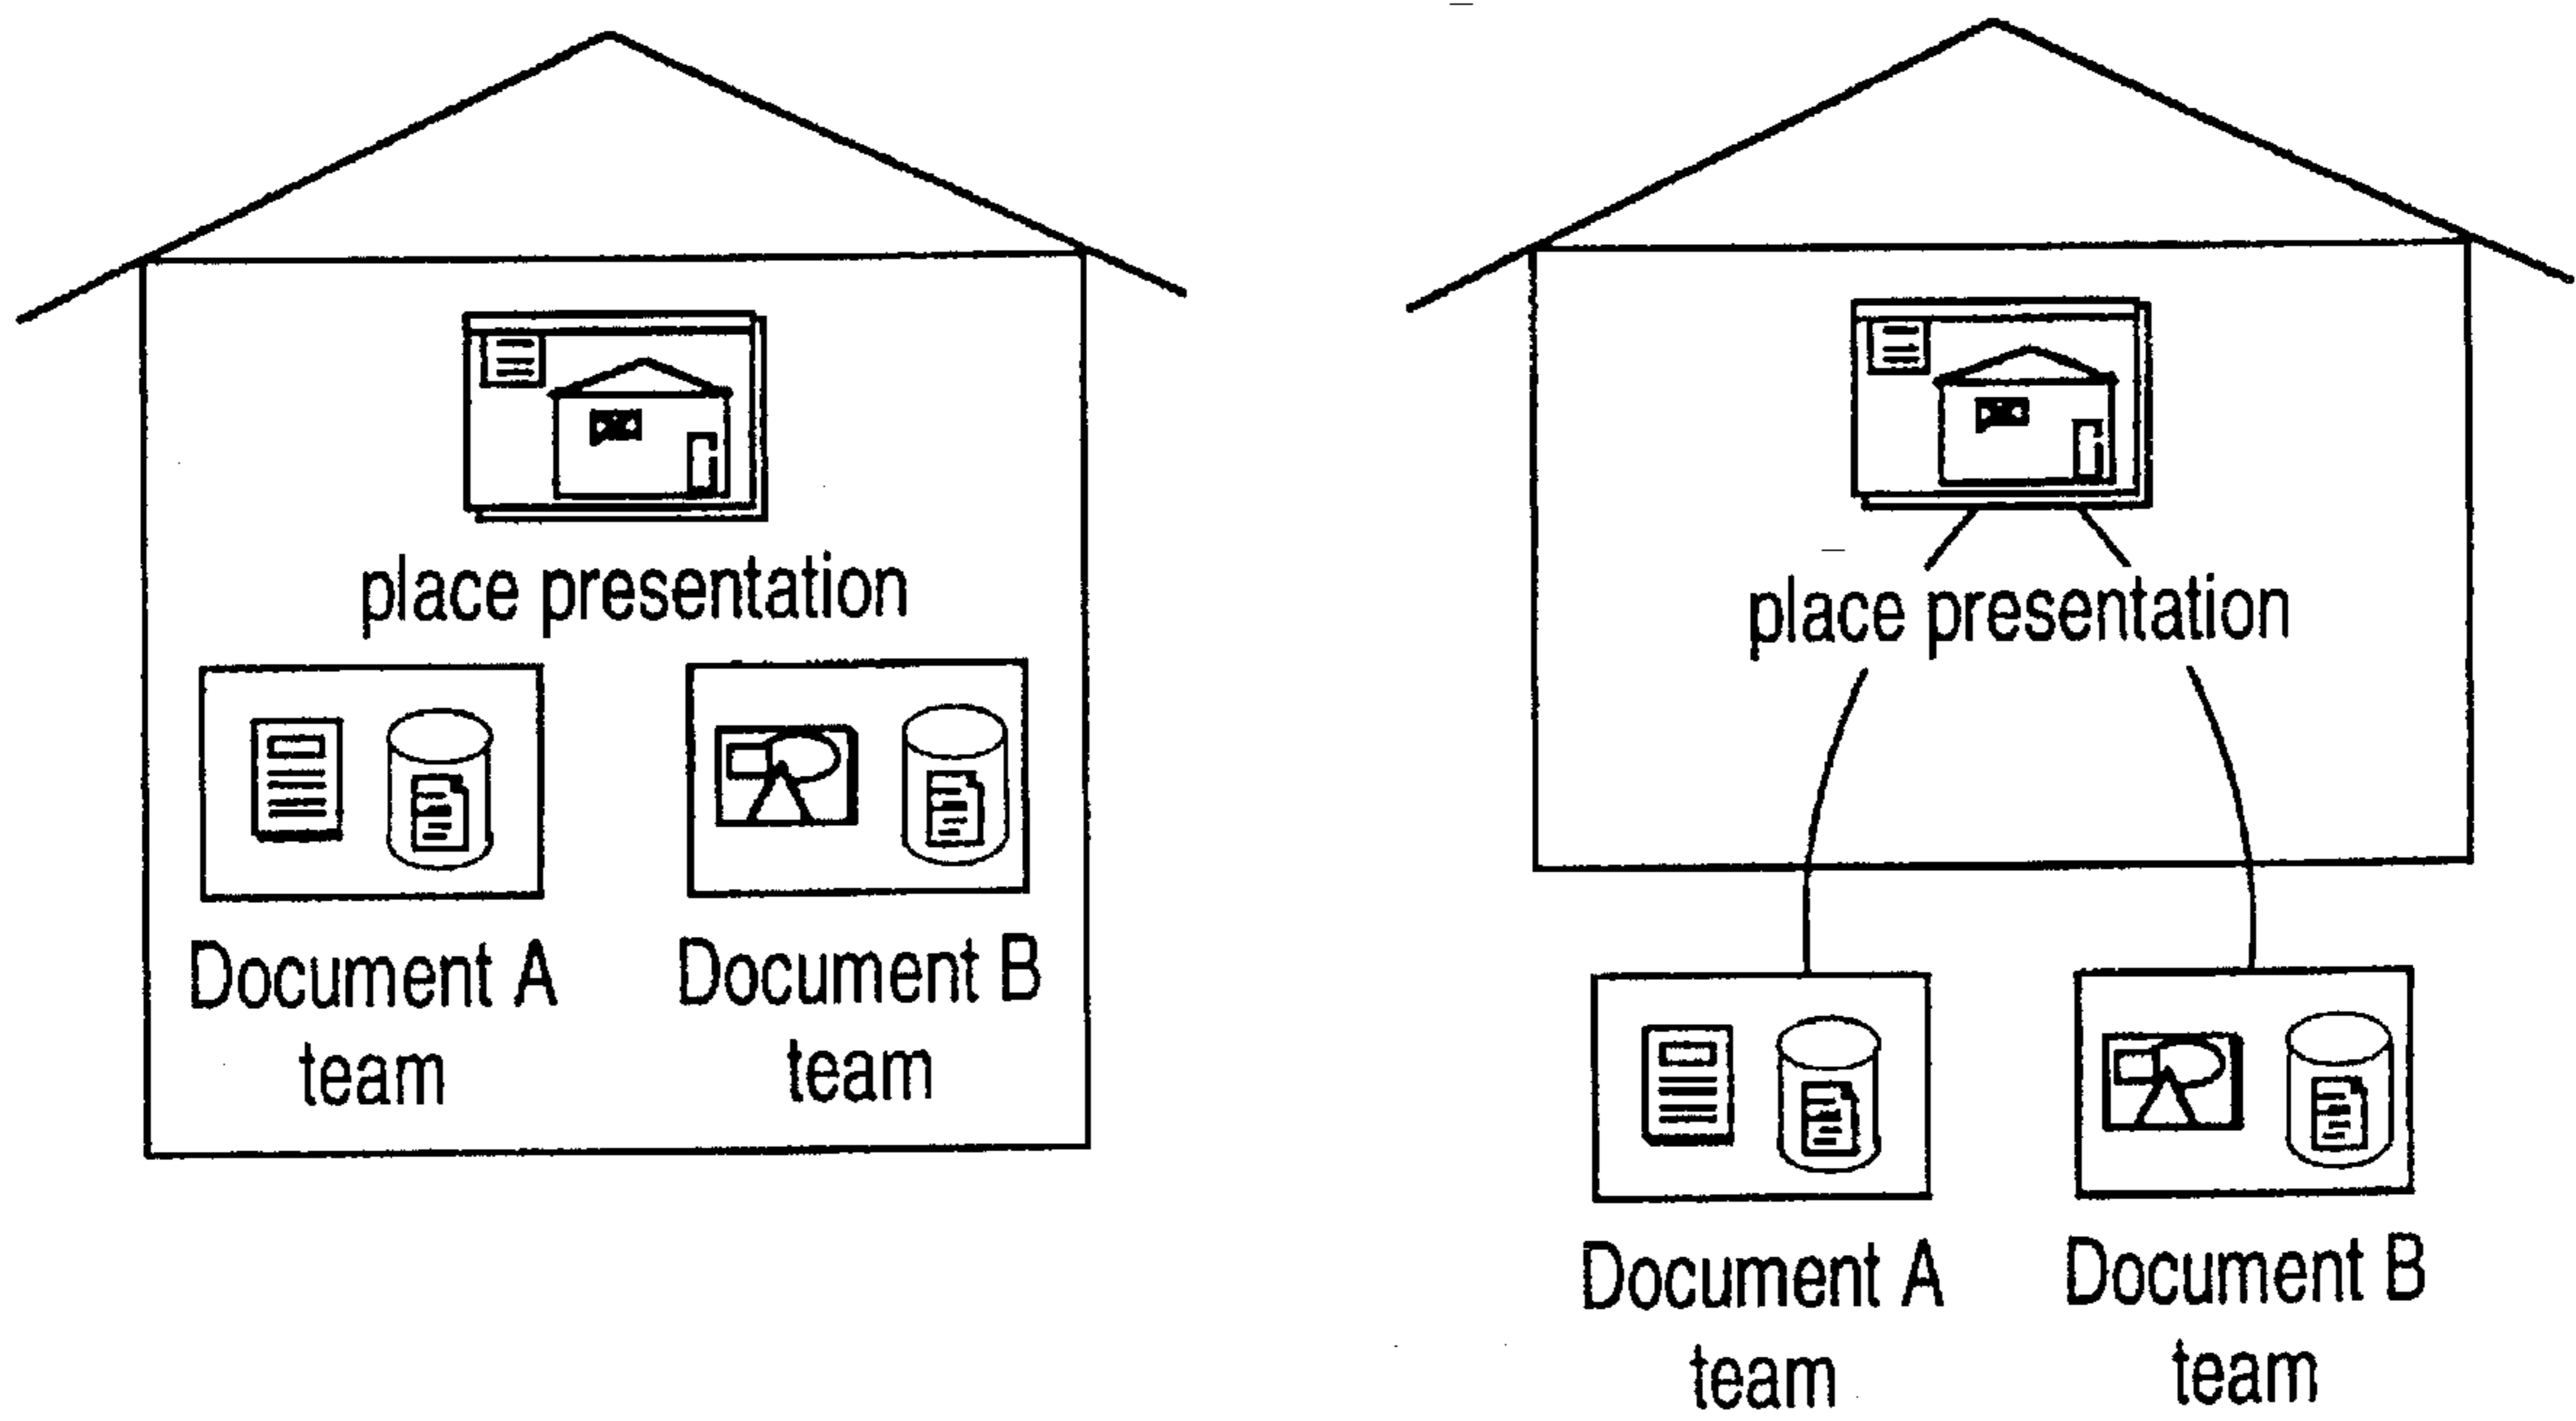 place presentation
Document A
team
Document B
team
place presentation
Document A
team
Document B
team